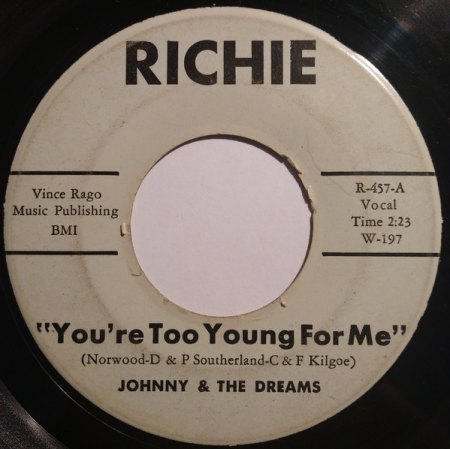 RICHIE
Vince Rago
Music Publishing
BMI
R-457-A
Vocal
Time 2:23
W-197
"You're Too Young For Me"
(Norwood-D & P Southerland-C & F Kilgoe)
JOHNNY & THE DREAMS